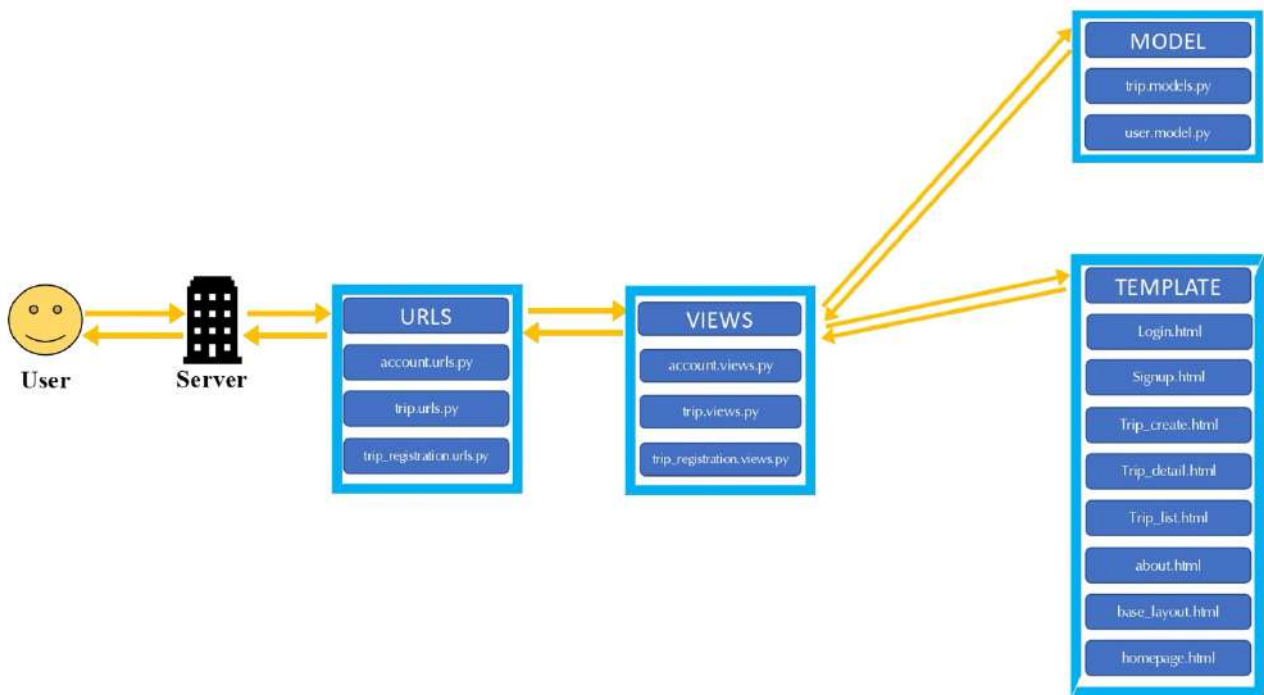 User
Server
URLS
account.urls.py
trip.urls.py
trip_registration.urls.py
VIEWS
account.views.py
trip.views.py
trip_registration.views.py
MODEL
trip.models.py
user.model.py
TEMPLATE
Login.html
Signup.html
Trip_create.html
Trip_detail.html
Trip_list.html
about.html
base_layout.html
homepage.html